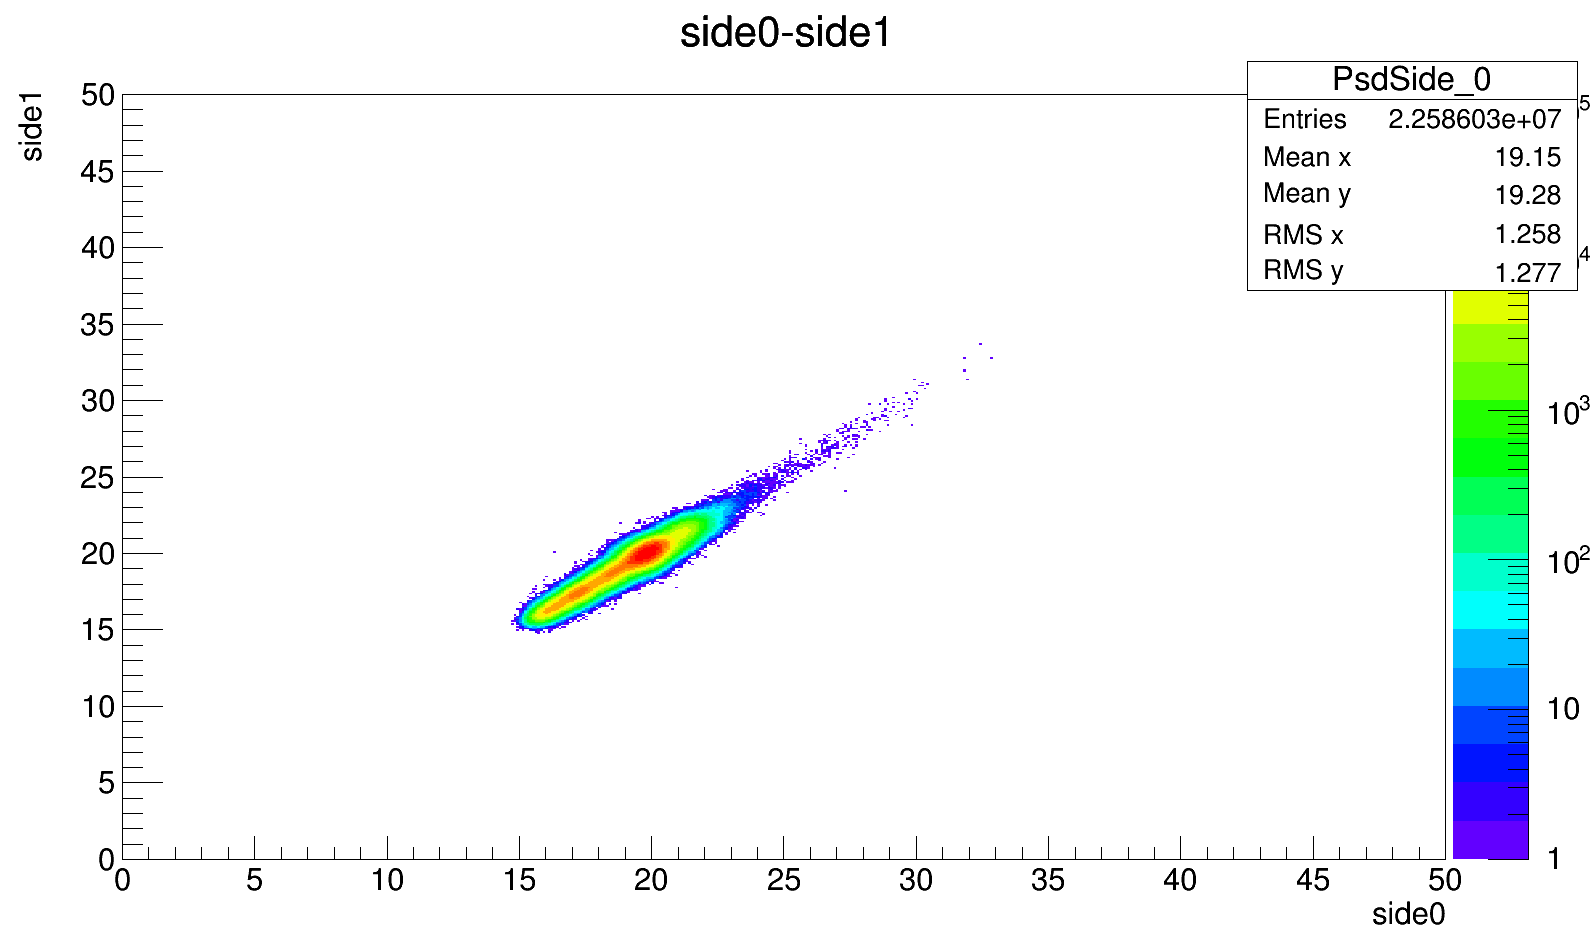 side0-side1
side1
PsdSide_0
Entries 2.258603e+07
Mean x 19.15
Mean y 19.28
RMS x 1.258
RMS y 1.277
50
45
40
35
30
25
20
15
10
5
0
0 5 10 15 20 25 30 35 40 45 50
side0
5
4
10³
10²
10
1